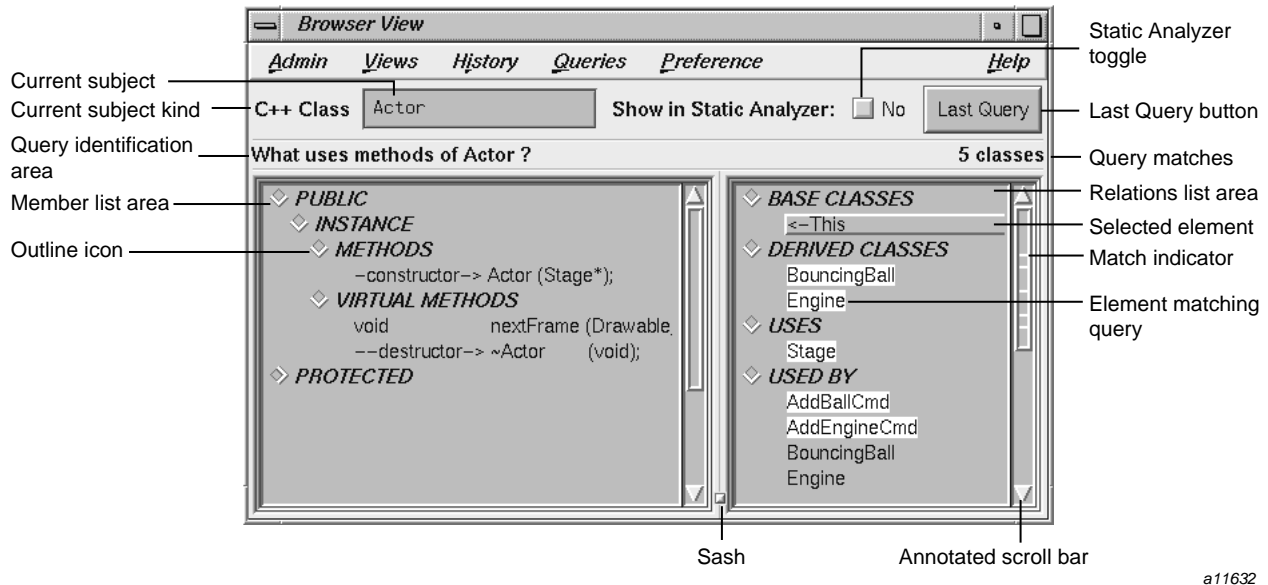 Browser View
Static Analyzer
toggle
Admin Views History Queries Preference Help
Current subject
Current subject kind
C++ Class Actor Show in Static Analyzer: No Last Query
Last Query button
Query identification
area
What uses methods of Actor ? 5 classes
Query matches
Member list area
Outline icon
PUBLIC
INSTANCE
METHODS
-constructor-> Actor (Stage*);
VIRTUAL METHODS
void nextFrame (Drawable,
--destructor-> ~Actor (void);
PROTECTED
BASE CLASSES
<-This
DERIVED CLASSES
BouncingBall
Engine
USES
Stage
USED BY
AddBallCmd
AddEngineCmd
BouncingBall
Engine
Relations list area
Selected element
Match indicator
Element matching
query
Sash
Annotated scroll bar
a11632